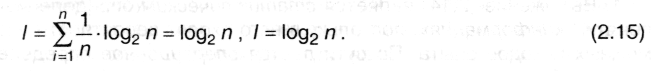 I = \sum_{i=1}^{n} \frac{1}{n} \cdot \log_2 n = \log_2 n , I = \log_2 n . (2.15)